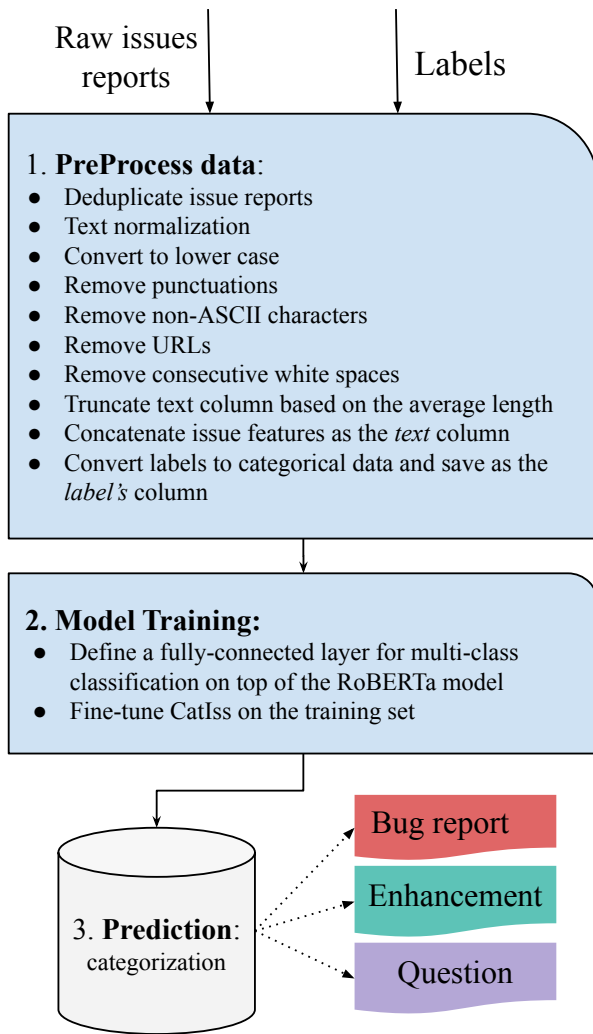 Raw issues
reports
Labels
1. PreProcess data:
● Deduplicate issue reports
● Text normalization
● Convert to lower case
● Remove punctuations
● Remove non-ASCII characters
● Remove URLs
● Remove consecutive white spaces
● Truncate text column based on the average length
● Concatenate issue features as the text column
● Convert labels to categorical data and save as the
label's column
2. Model Training:
● Define a fully-connected layer for multi-class
classification on top of the RoBERTa model
● Fine-tune CatIss on the training set
3. Prediction:
categorization
Bug report
Enhancement
Question